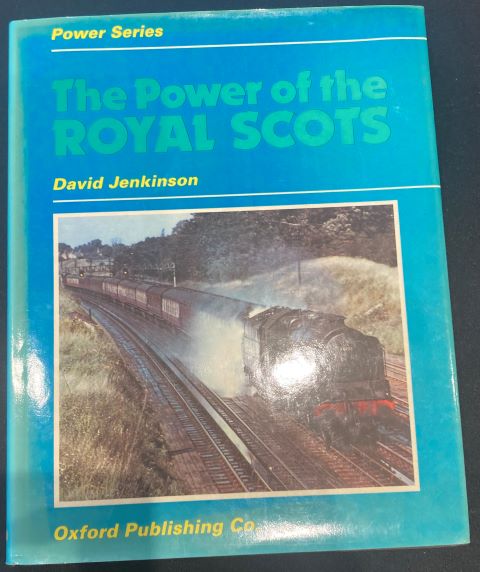 Power Series
The Power of the
ROYAL SCOTS
David Jenkinson
Oxford Publishing Co